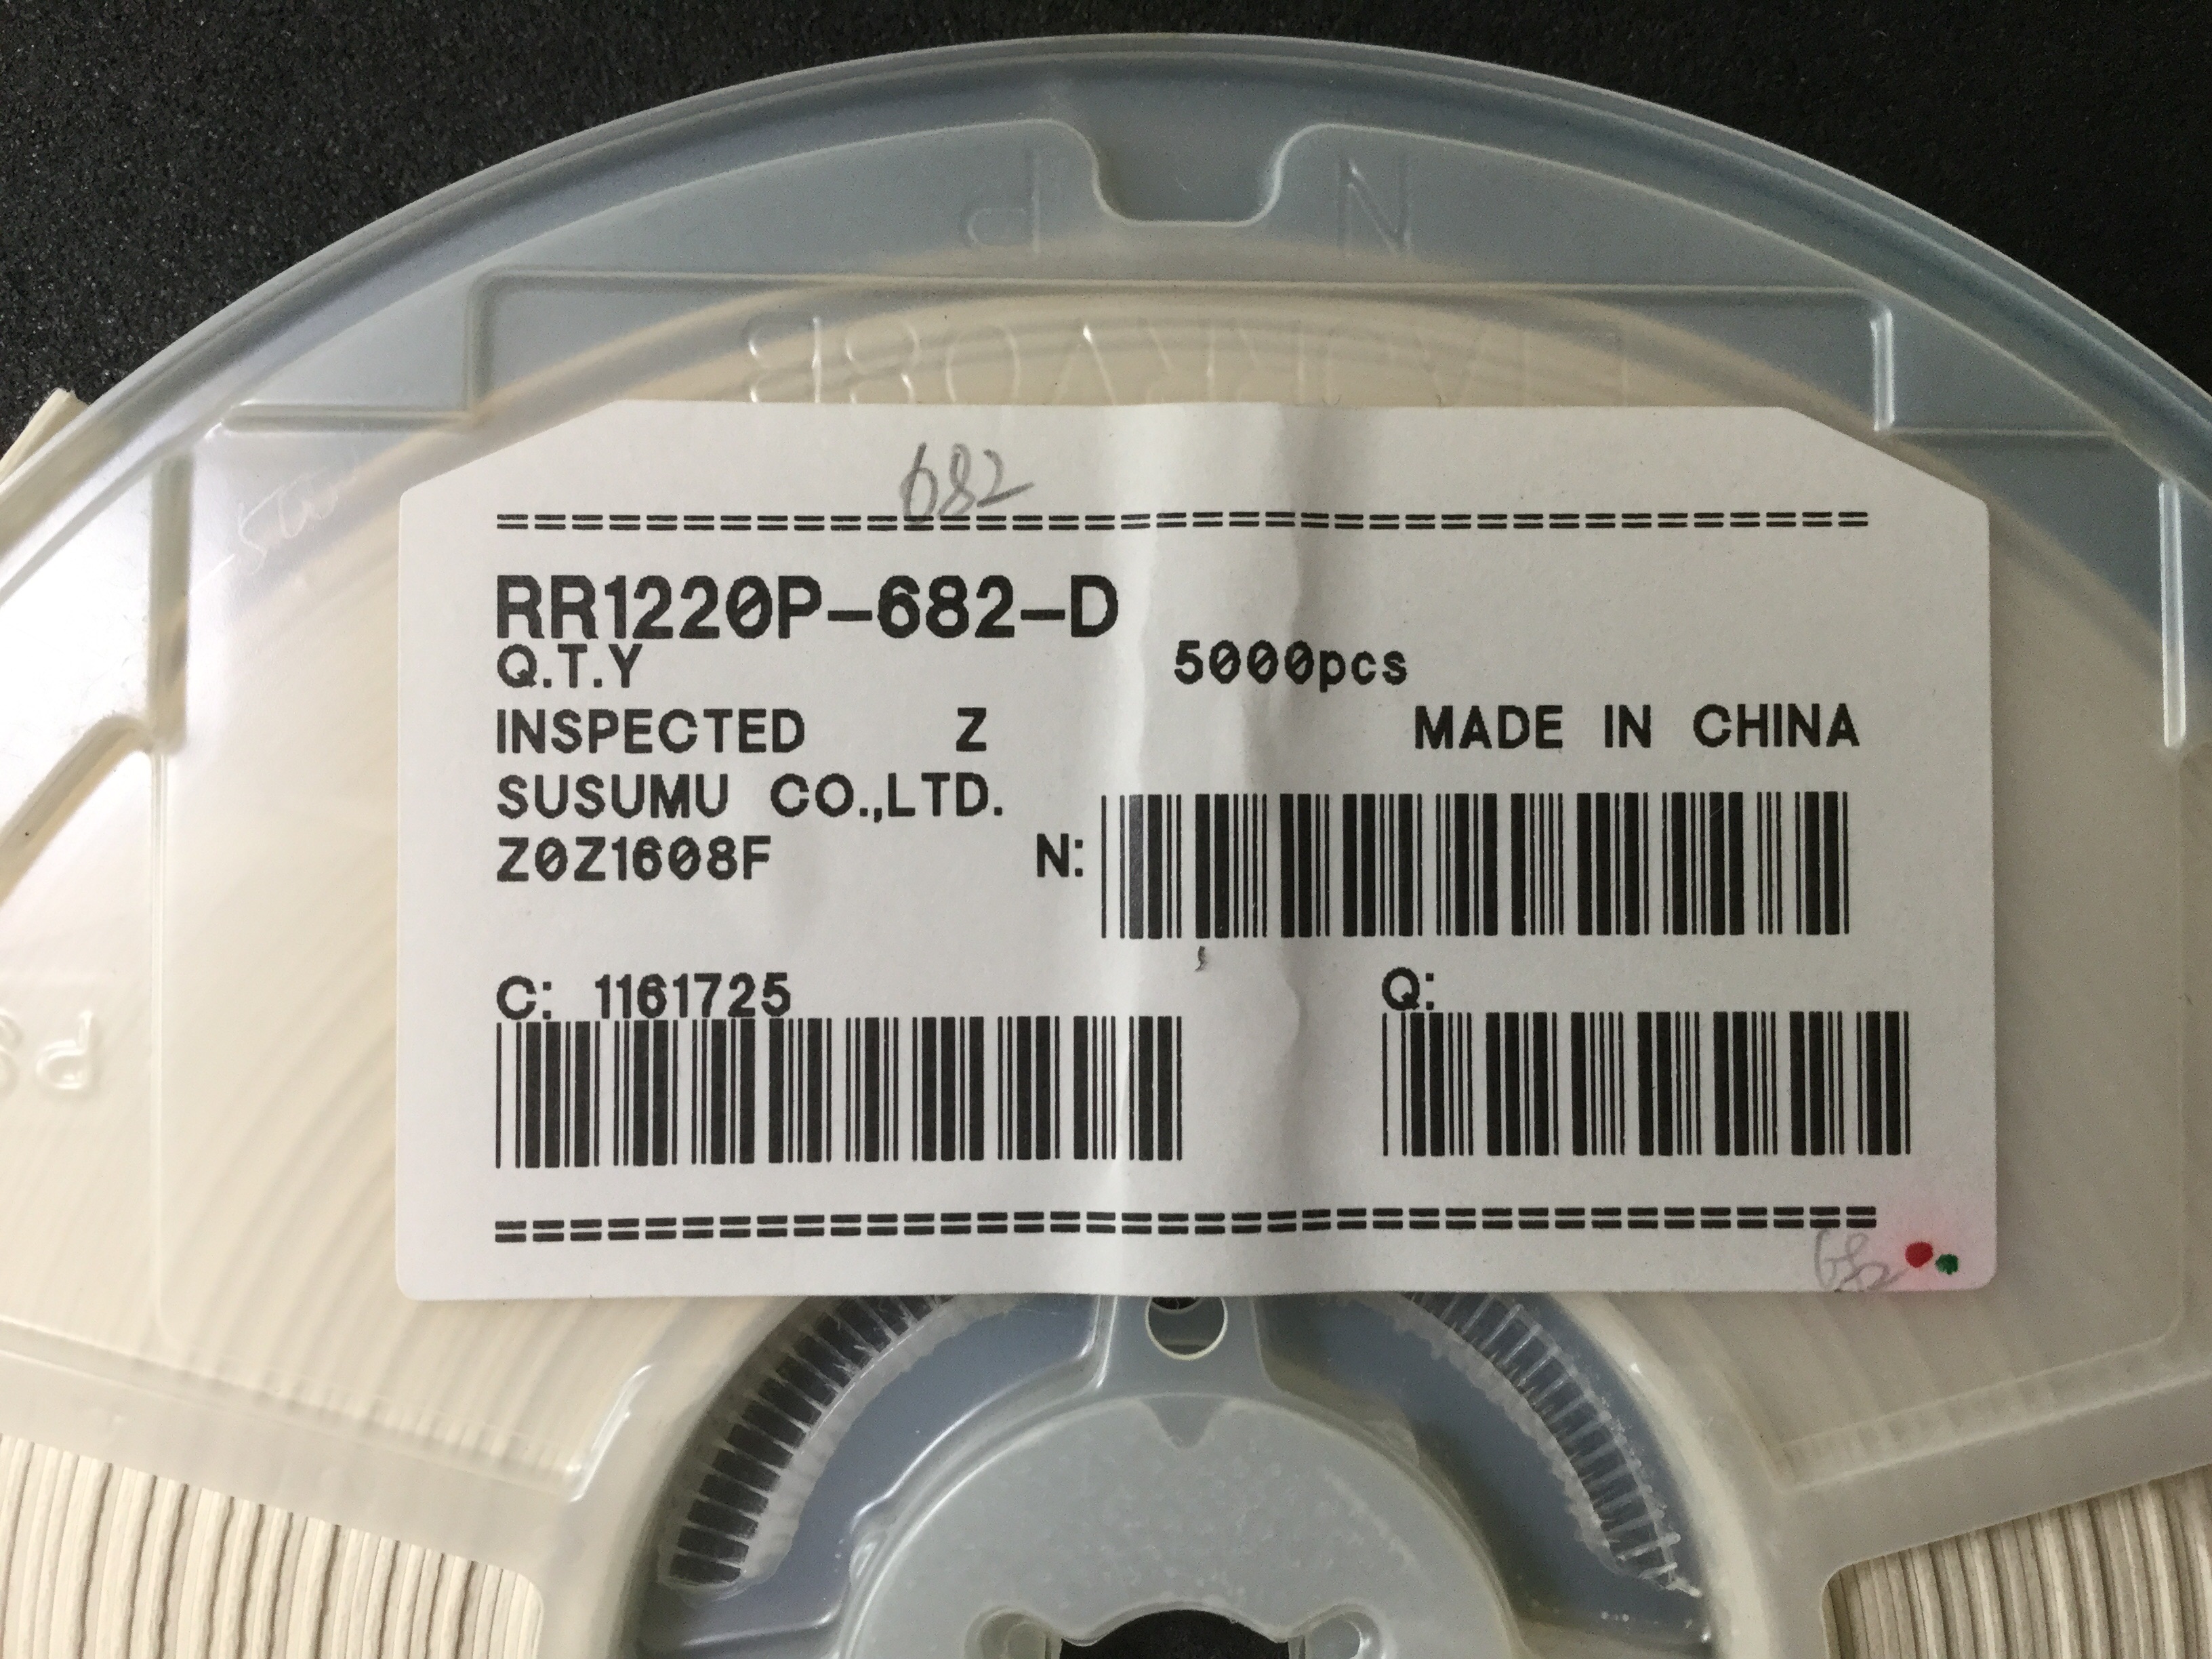 682
=====================================
RR1220P-682-D
Q.T.Y 5000pcs
INSPECTED Z MADE IN CHINA
SUSUMU CO.,LTD.
Z0Z1608F N:
C: 1161725 Q:
=====================================
682